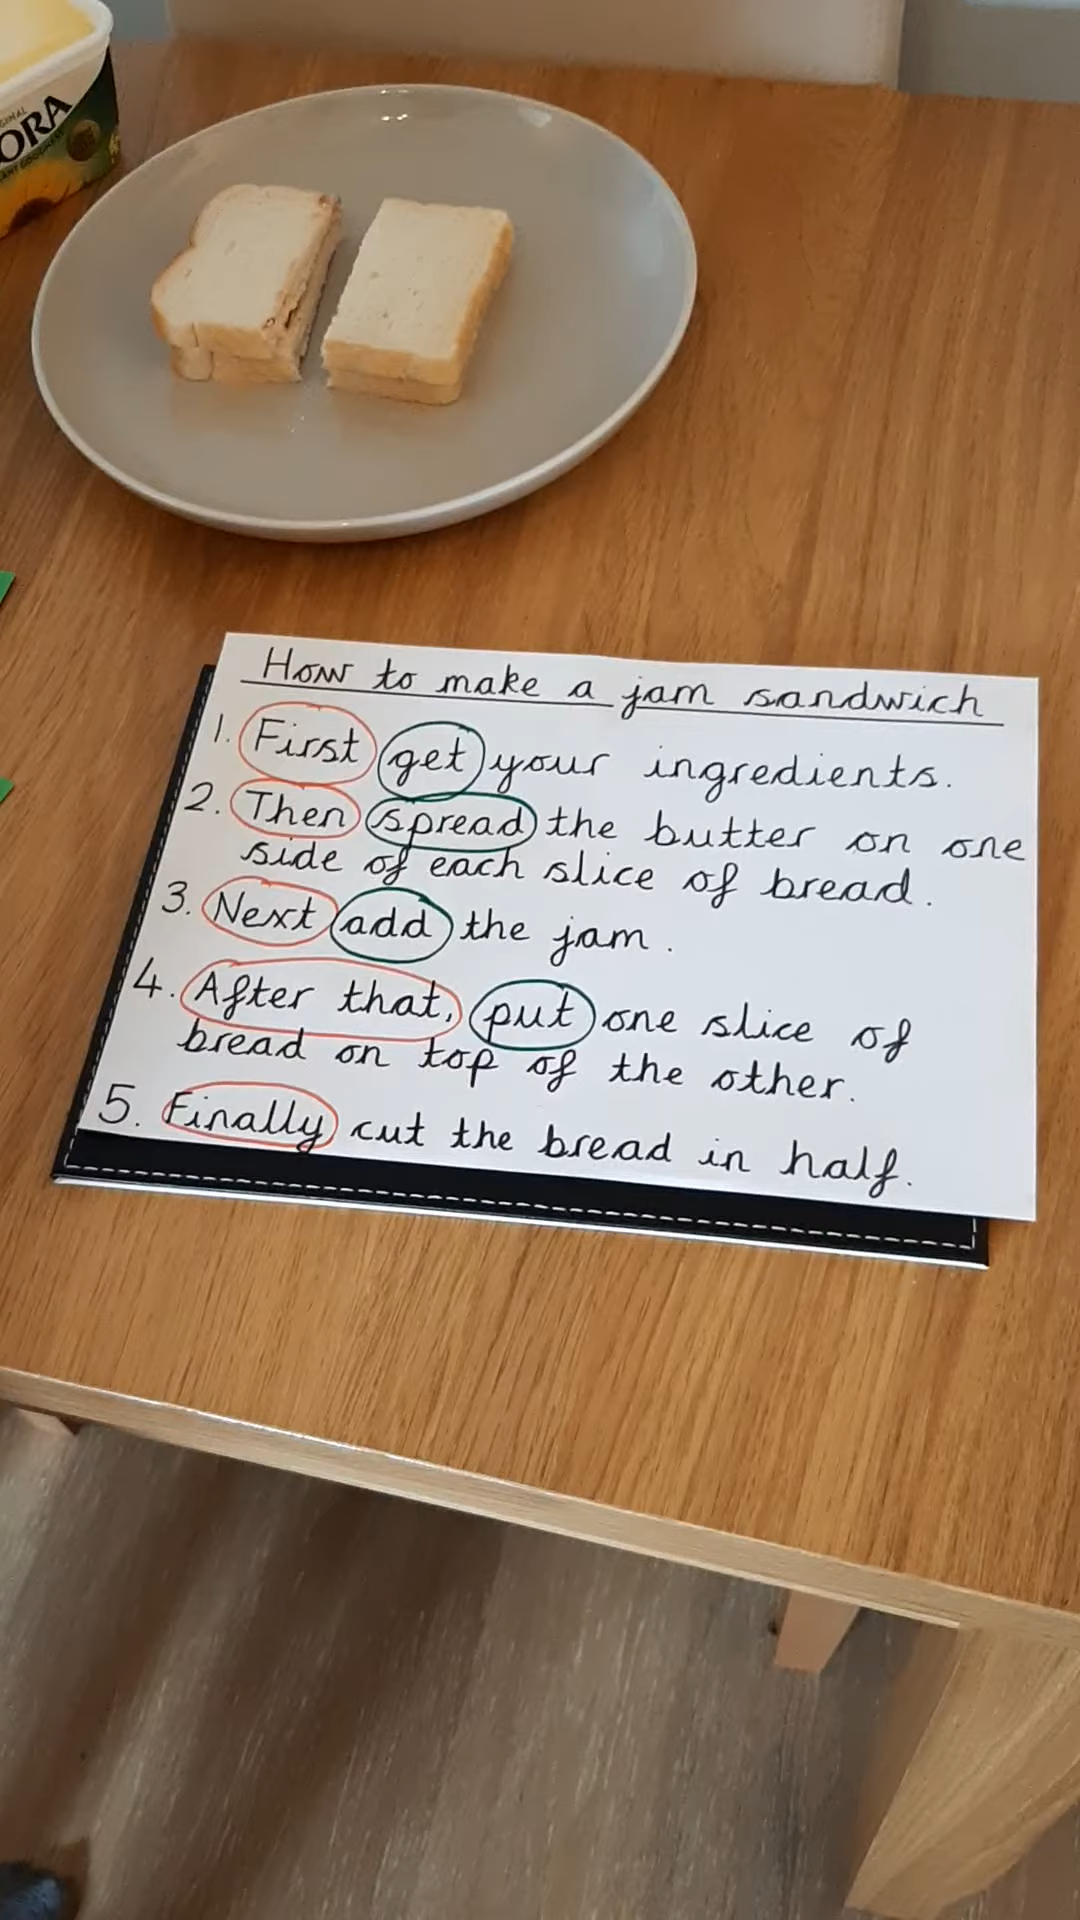 ORA
How to make a jam sandwich
1. First get your ingredients.
2. Then spread the butter on one
side of each slice of bread.
3. Next add the jam.
4. After that, put one slice of
bread on top of the other.
5. Finally cut the bread in half.